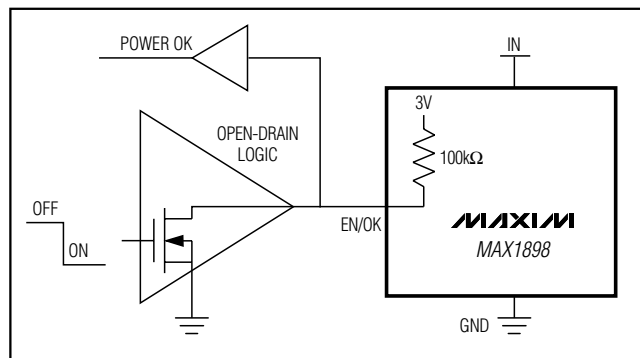 POWER OK
IN
OPEN-DRAIN
LOGIC
3V
100kΩ
OFF
ON
EN/OK
MAXIM
MAX1898
GND